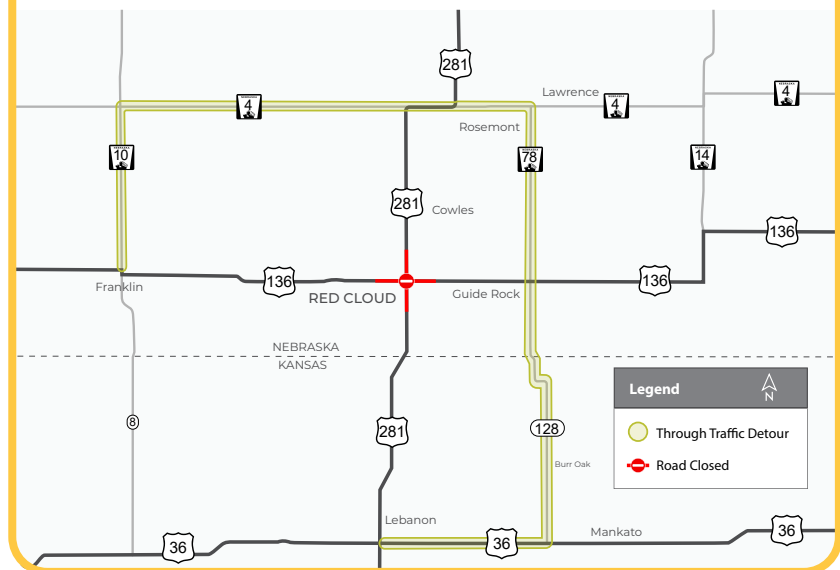 281
Lawrence
4
4
4
Rosemont
10
78
14
281
Cowles
136
Franklin
136
RED CLOUD
Guide Rock
136
NEBRASKA
KANSAS
Legend
N
Through Traffic Detour
Road Closed
8
281
128
Burr Oak
Lebanon
36
36
Mankato
36